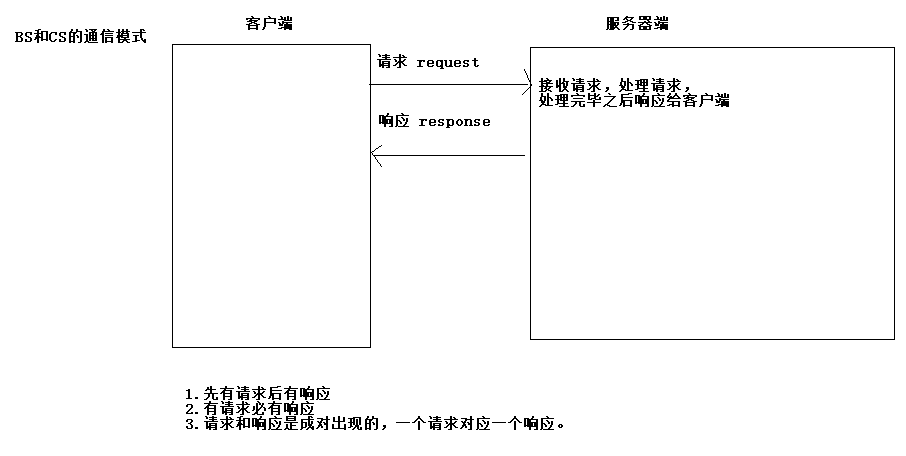 BS和CS的通信模式
客户端
服务器端
请求 request
接收请求，处理请求，
处理完毕之后响应给客户端
响应 response
1.先有请求后有响应
2.有请求必有响应
3.请求和响应是成对出现的，一个请求对应一个响应。